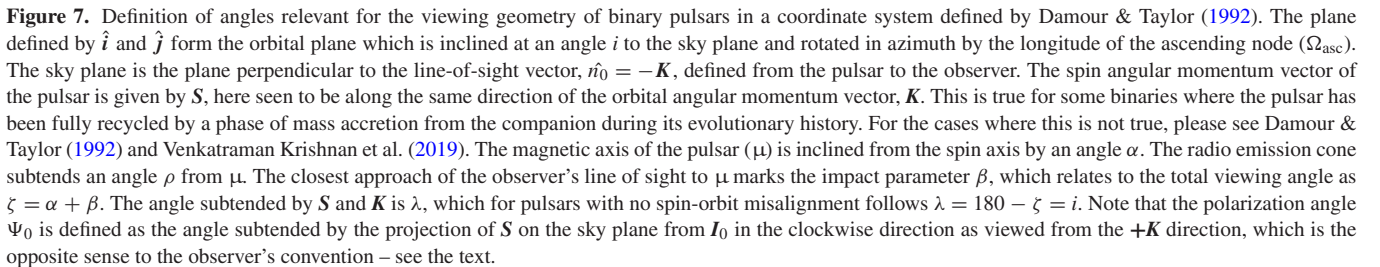 Figure 7. Definition of angles relevant for the viewing geometry of binary pulsars in a coordinate system defined by Damour & Taylor (1992). The plane
defined by î and ĵ form the orbital plane which is inclined at an angle i to the sky plane and rotated in azimuth by the longitude of the ascending node (Ωasc).
The sky plane is the plane perpendicular to the line-of-sight vector, n̂₀ = −K, defined from the pulsar to the observer. The spin angular momentum vector of
the pulsar is given by S, here seen to be along the same direction of the orbital angular momentum vector, K. This is true for some binaries where the pulsar has
been fully recycled by a phase of mass accretion from the companion during its evolutionary history. For the cases where this is not true, please see Damour &
Taylor (1992) and Venkatraman Krishnan et al. (2019). The magnetic axis of the pulsar (μ) is inclined from the spin axis by an angle α. The radio emission cone
subtends an angle ρ from μ. The closest approach of the observer's line of sight to μ marks the impact parameter β, which relates to the total viewing angle as
ζ = α + β. The angle subtended by S and K is λ, which for pulsars with no spin-orbit misalignment follows λ = 180 − ζ = i. Note that the polarization angle
Ψ₀ is defined as the angle subtended by the projection of S on the sky plane from I₀ in the clockwise direction as viewed from the +K direction, which is the
opposite sense to the observer's convention – see the text.